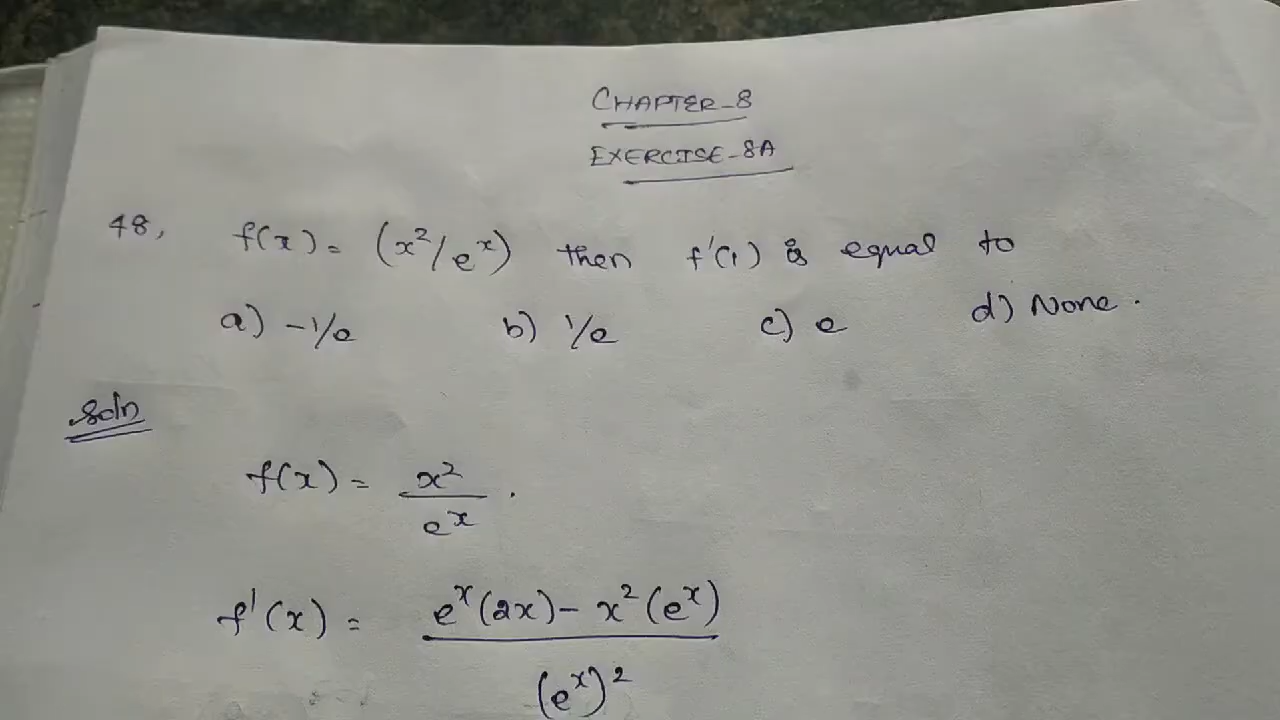 CHAPTER-8
EXERCISE-8A
48, f(x) = (x²/eˣ) then f'(1) is equal to
a) -1/e b) 1/e c) e d) None.
Soln
f(x) = x²/eˣ.
f'(x) = eˣ(2x) - x²(eˣ)
(eˣ)²